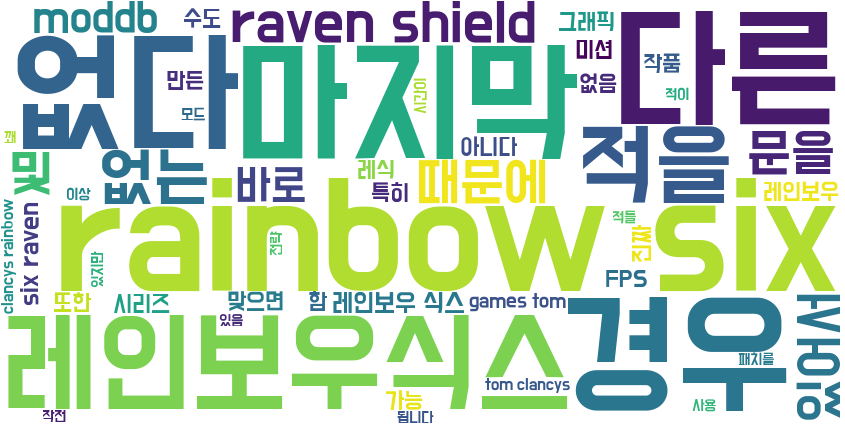 moddb
수도
raven shield
그래픽
미션
다른
없다
마지막
만든
모드
시간이
없음
작품
적이
꽤
및
없는
바로
레식
특히
때문에
아니다
적을
문을
레인보우
이상
clancys rainbow
six raven
rainbow six
있지만
전략
적들
진짜
FPS
또한
시리즈
맞으면
함
레인보우 식스
games tom
있음
레인보우식스
경우
tom clancys
패치를
작전
가능
됩니다
사용